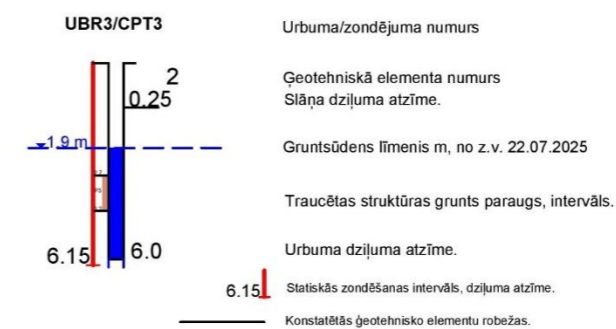 UBR3/CPT3
Urbuma/zondējuma numurs
2
Ģeotehniskā elementa numurs
0.25
Slāņa dziļuma atzīme.
1.9 m
Gruntsūdens līmenis m, no z.v. 22.07.2025
Traucētas struktūras grunts paraugs, intervāls.
6.15
6.0
Urbuma dziļuma atzīme.
6.15
Statiskās zondēšanas intervāls, dziļuma atzīme.
Konstatētās ģeotehnisko elementu robežas.